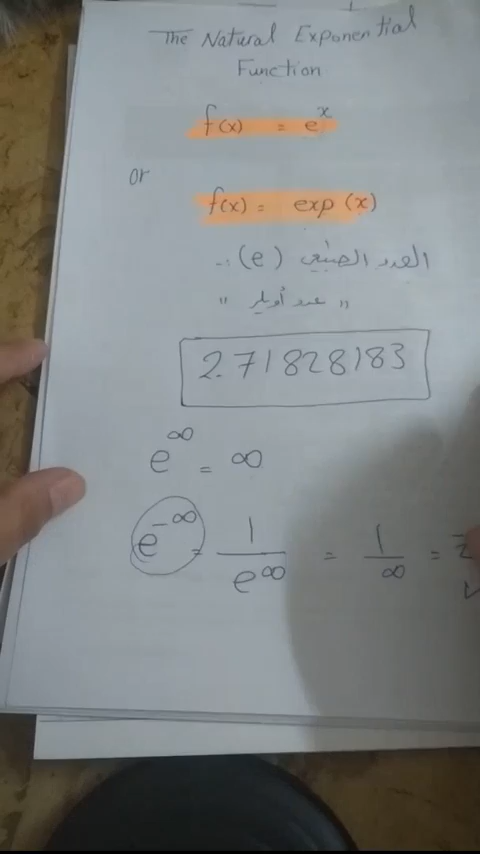 The Natural Exponential
Function
f(x) = e^x
or
f(x) = exp (x)
العدد الطبيعي (e) ..
" عدد أويلر "
2.71828183
e^∞ = ∞
e^-∞ = 1/e^∞ = 1/∞ =